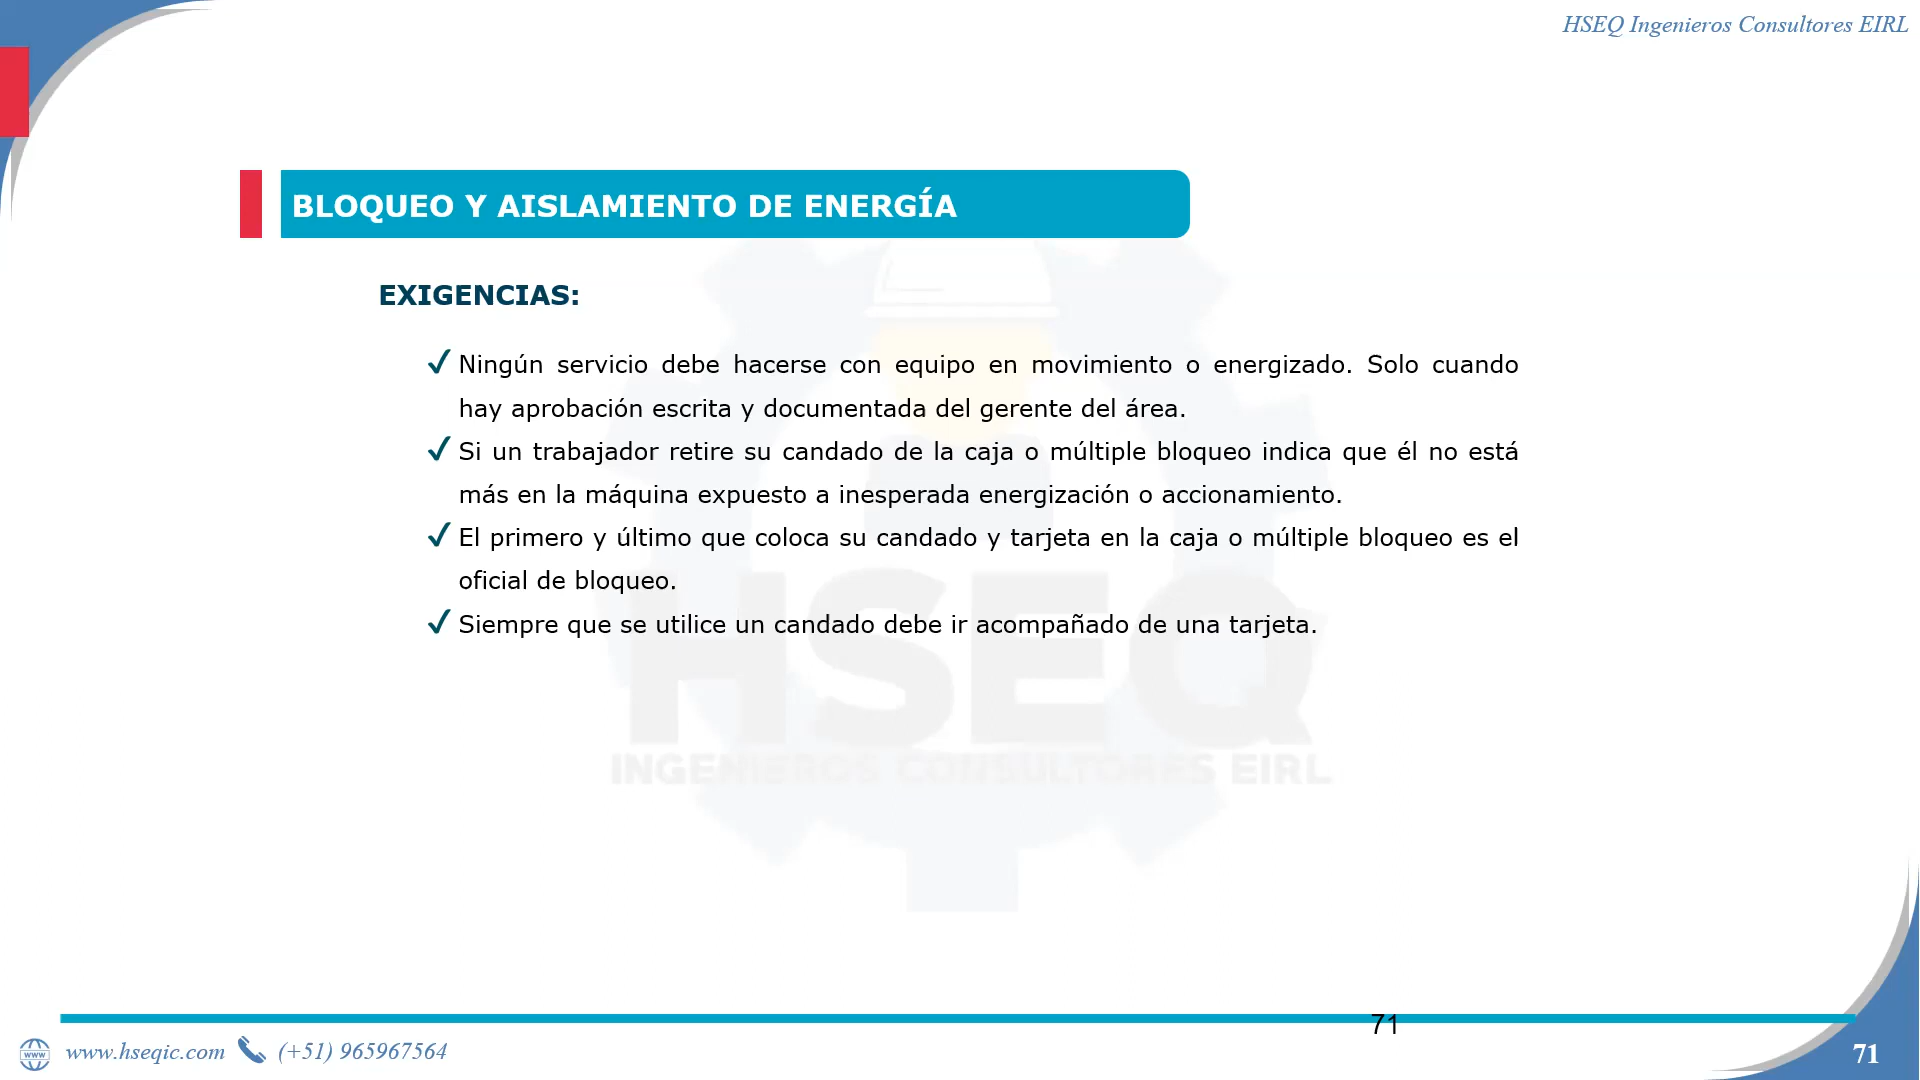 HSEQ Ingenieros Consultores EIRL
BLOQUEO Y AISLAMIENTO DE ENERGÍA
EXIGENCIAS:
✓ Ningún servicio debe hacerse con equipo en movimiento o energizado. Solo cuando
hay aprobación escrita y documentada del gerente del área.
✓ Si un trabajador retire su candado de la caja o múltiple bloqueo indica que él no está
más en la máquina expuesto a inesperada energización o accionamiento.
✓ El primero y último que coloca su candado y tarjeta en la caja o múltiple bloqueo es el
oficial de bloqueo.
✓ Siempre que se utilice un candado debe ir acompañado de una tarjeta.
HSEQ
INGENIEROS CONSULTORES EIRL
71
www www.hseqic.com (+51) 965967564
71